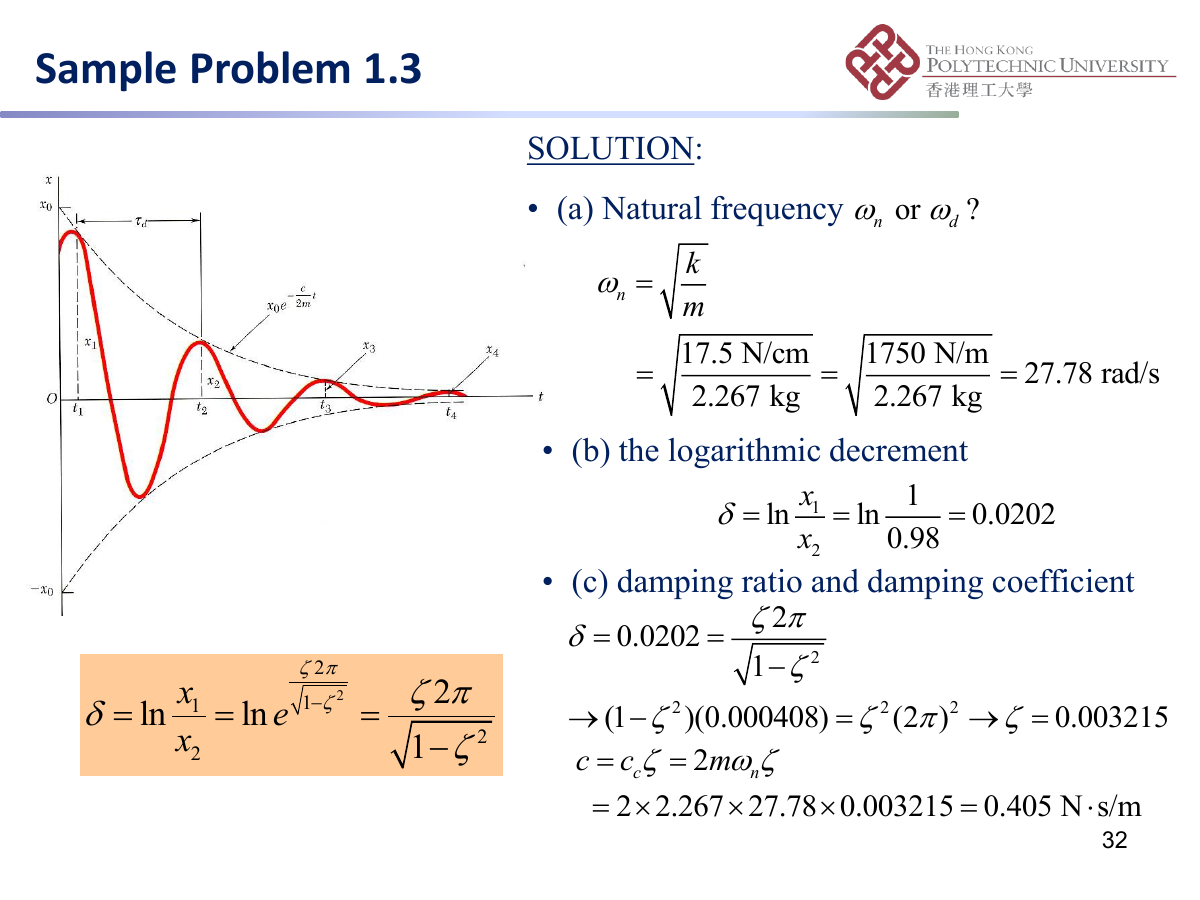 Sample Problem 1.3
THE HONG KONG
POLYTECHNIC UNIVERSITY
香港理工大學
x
x₀
τ_d
x₀e^(−(c/2m)t)
x₁
x₂
x₃
x₄
O
t₁
t₂
t₃
t₄
t
−x₀
δ = ln x₁/x₂ = ln e^(ζ2π/√(1−ζ²)) = ζ2π/√(1−ζ²)
SOLUTION:
• (a) Natural frequency ωₙ or ω_d ?
ωₙ = √(k/m)
= √(17.5 N/cm / 2.267 kg) = √(1750 N/m / 2.267 kg) = 27.78 rad/s
• (b) the logarithmic decrement
δ = ln x₁/x₂ = ln 1/0.98 = 0.0202
• (c) damping ratio and damping coefficient
δ = 0.0202 = ζ2π/√(1−ζ²)
→ (1−ζ²)(0.000408) = ζ²(2π)² → ζ = 0.003215
c = c_cζ = 2mωₙζ
= 2×2.267×27.78×0.003215 = 0.405 N·s/m
32